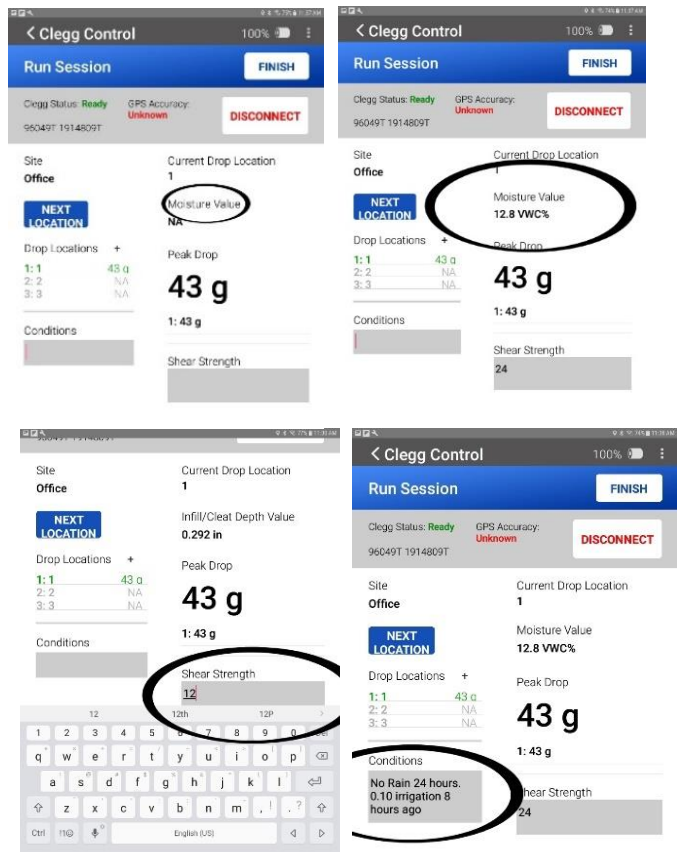 11:37 AM
Clegg Control 100%
Run Session FINISH
Clegg Status: Ready GPS Accuracy:
Unknown
96049T 1914809T DISCONNECT
Site Current Drop Location
Office 1
NEXT Moisture Value
LOCATION NA
Drop Locations + Peak Drop
1: 1 43 g
2: 2 NA
3: 3 NA
43 g
1: 43 g
Conditions
Shear Strength
11:37 AM
Clegg Control 100%
Run Session FINISH
Clegg Status: Ready GPS Accuracy:
Unknown
96049T 1914809T DISCONNECT
Site Current Drop Location
Office 1
NEXT Moisture Value
LOCATION 12.8 VWC%
Drop Locations + Peak Drop
1: 1 43 g
2: 2 NA
3: 3 NA
43 g
1: 43 g
Conditions
Shear Strength
24
Site Current Drop Location
Office 1
NEXT Infill/Cleat Depth Value
LOCATION 0.292 in
Drop Locations + Peak Drop
1: 1 43 g
2: 2 NA
3: 3 NA
43 g
1: 43 g
Conditions
Shear Strength
12
12 12th 12P
1 2 3 4 5 6 7 8 9 0
q w e r t y u i o p
a s d f g h j k l
z x c v b n m , ! . ?
Ctrl English (US)
Clegg Control 100%
Run Session FINISH
Clegg Status: Ready GPS Accuracy:
Unknown
96049T 1914809T DISCONNECT
Site Current Drop Location
Office 1
NEXT Moisture Value
LOCATION 12.8 VWC%
Drop Locations + Peak Drop
1: 1 43 g
2: 2 NA
3: 3 NA
43 g
1: 43 g
Conditions
No Rain 24 hours.
0.10 irrigation 8
hours ago
Shear Strength
24